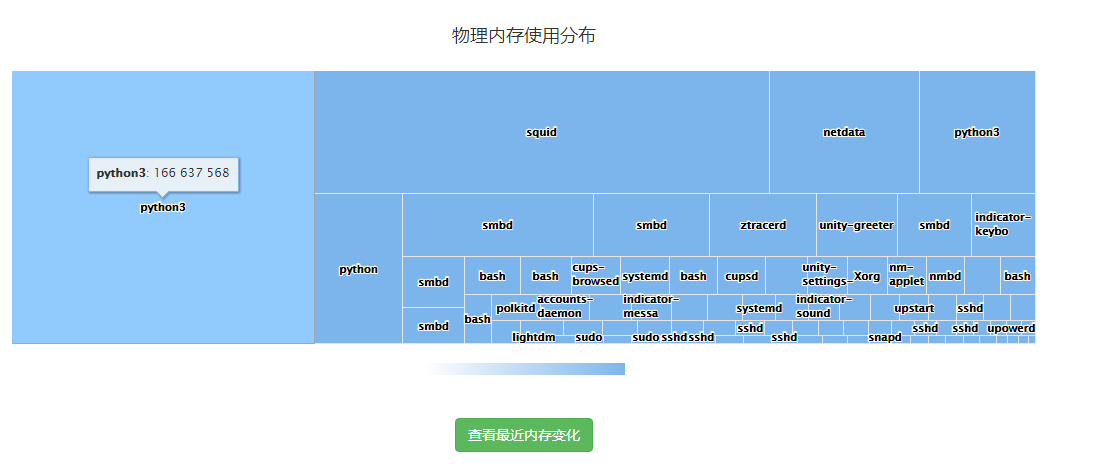 物理内存使用分布
squid
netdata
python3
python3: 166 637 568
python3
python
smbd
smbd
ztracerd
unity-greeter
smbd
indicator-
keybo
smbd
bash
bash
cups-
browsed
systemd
bash
cupsd
unity-
settings-
Xorg
nm-
applet
nmbd
bash
smbd
bash
polkitd
accounts-
daemon
indicator-
messa
systemd
indicator-
sound
upstart
sshd
lightdm
sudo
sudo
sshd
sshd
sshd
sshd
snapd
sshd
sshd
upowerd
查看最近内存变化